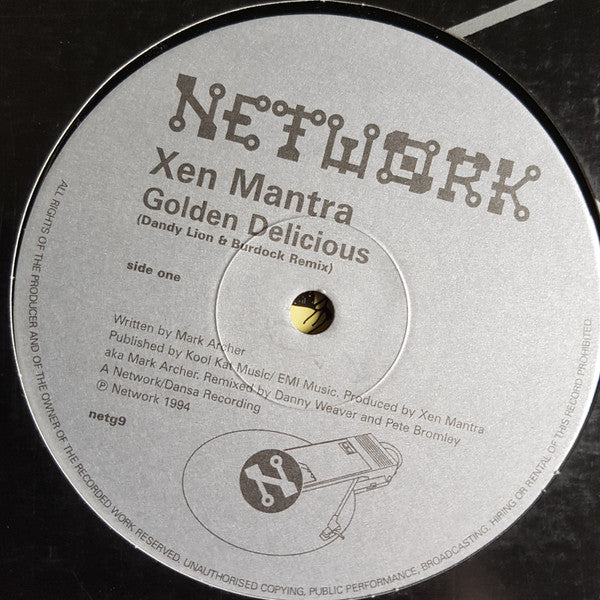 NETWORK
Xen Mantra
Golden Delicious
(Dandy Lion & Burdock Remix)
side one
Written by Mark Archer
Published by Kool Kat Music/ EMI Music. Produced by Xen Mantra
aka Mark Archer. Remixed by Danny Weaver and Pete Bromley
A Network/Dansa Recording
℗ Network 1994
netg9
N
ALL RIGHTS OF THE PRODUCER AND OF THE OWNER OF THE RECORDED WORK RESERVED. UNAUTHORISED COPYING, PUBLIC PERFORMANCE, BROADCASTING, HIRING OR RENTAL OF THIS RECORD PROHIBITED.